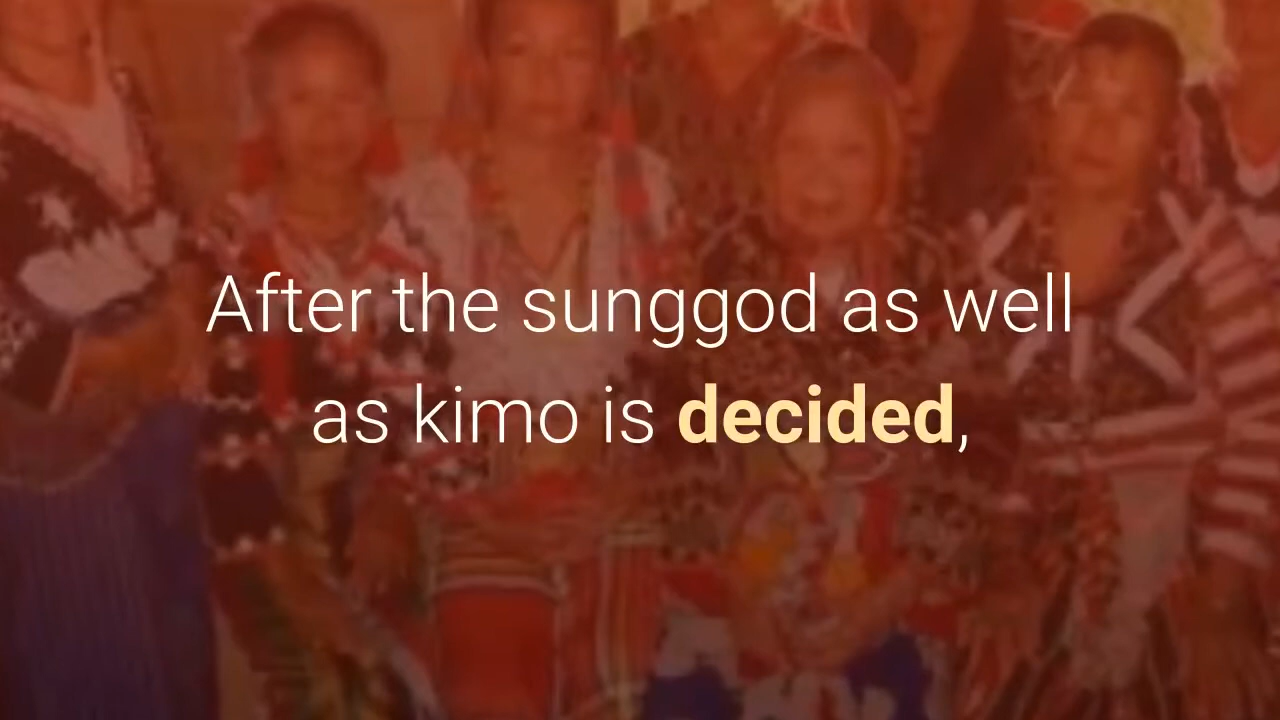 After the sunggod as well
as kimo is decided,